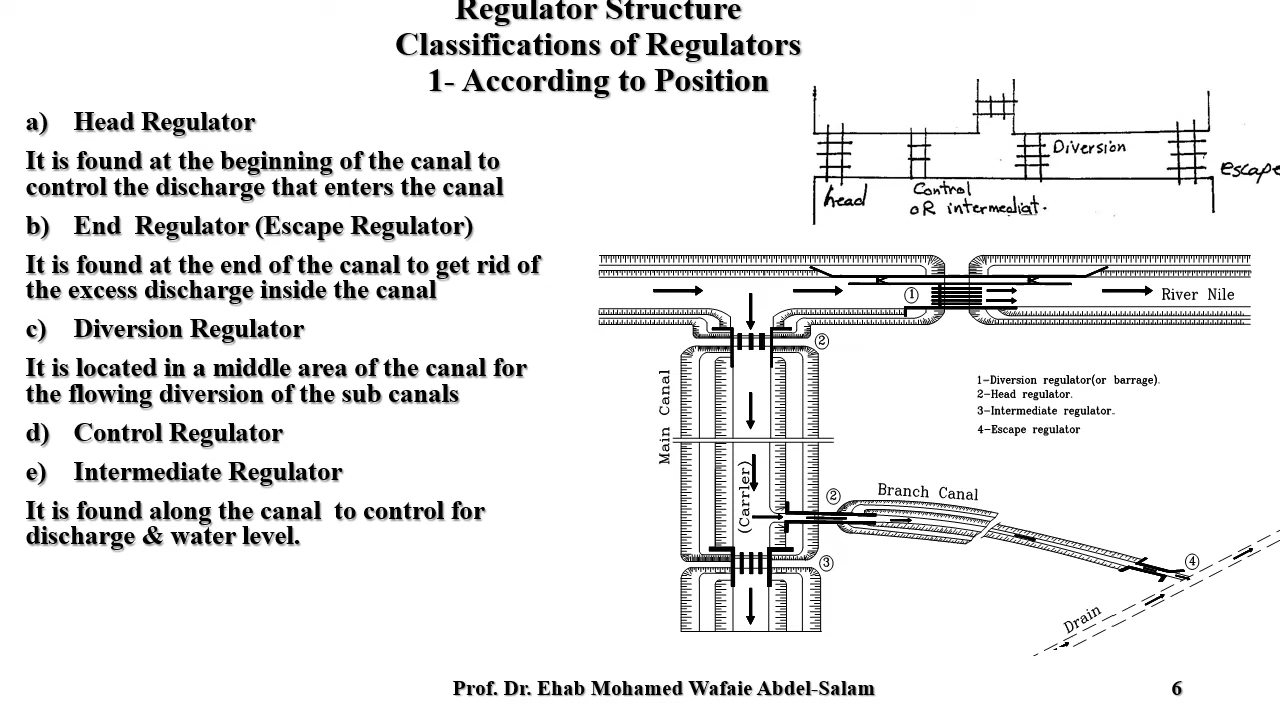 Regulator Structure
Classifications of Regulators
1- According to Position
a) Head Regulator
It is found at the beginning of the canal to
control the discharge that enters the canal
b) End Regulator (Escape Regulator)
It is found at the end of the canal to get rid of
the excess discharge inside the canal
c) Diversion Regulator
It is located in a middle area of the canal for
the flowing diversion of the sub canals
d) Control Regulator
e) Intermediate Regulator
It is found along the canal to control for
discharge & water level.
Diversion
escape
head
Control
OR intermediat.
1
River Nile
2
1-Diversion regulator(or barrage).
2-Head regulator.
3-Intermediate regulator.
4-Escape regulator
Main Canal
(Carrier)
2
Branch Canal
3
4
Drain
Prof. Dr. Ehab Mohamed Wafaie Abdel-Salam
6